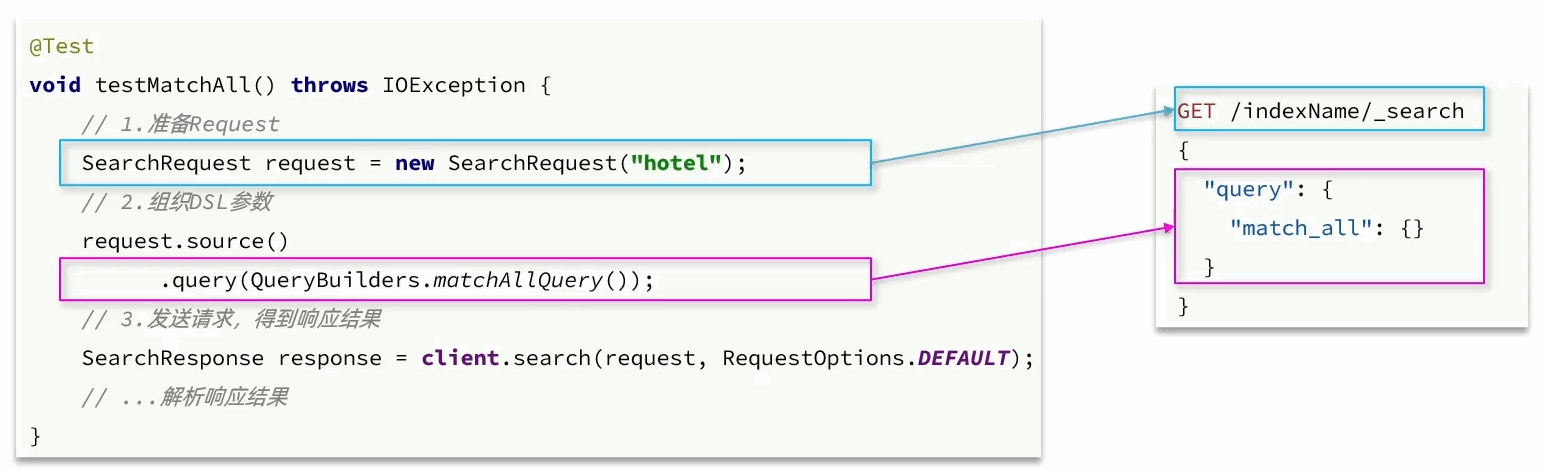 @Test
void testMatchAll() throws IOException {
// 1.准备Request
SearchRequest request = new SearchRequest("hotel");
// 2.组织DSL参数
request.source()
.query(QueryBuilders.matchAllQuery());
// 3.发送请求，得到响应结果
SearchResponse response = client.search(request, RequestOptions.DEFAULT);
// ...解析响应结果
}
GET /indexName/_search
{
"query": {
"match_all": {}
}
}